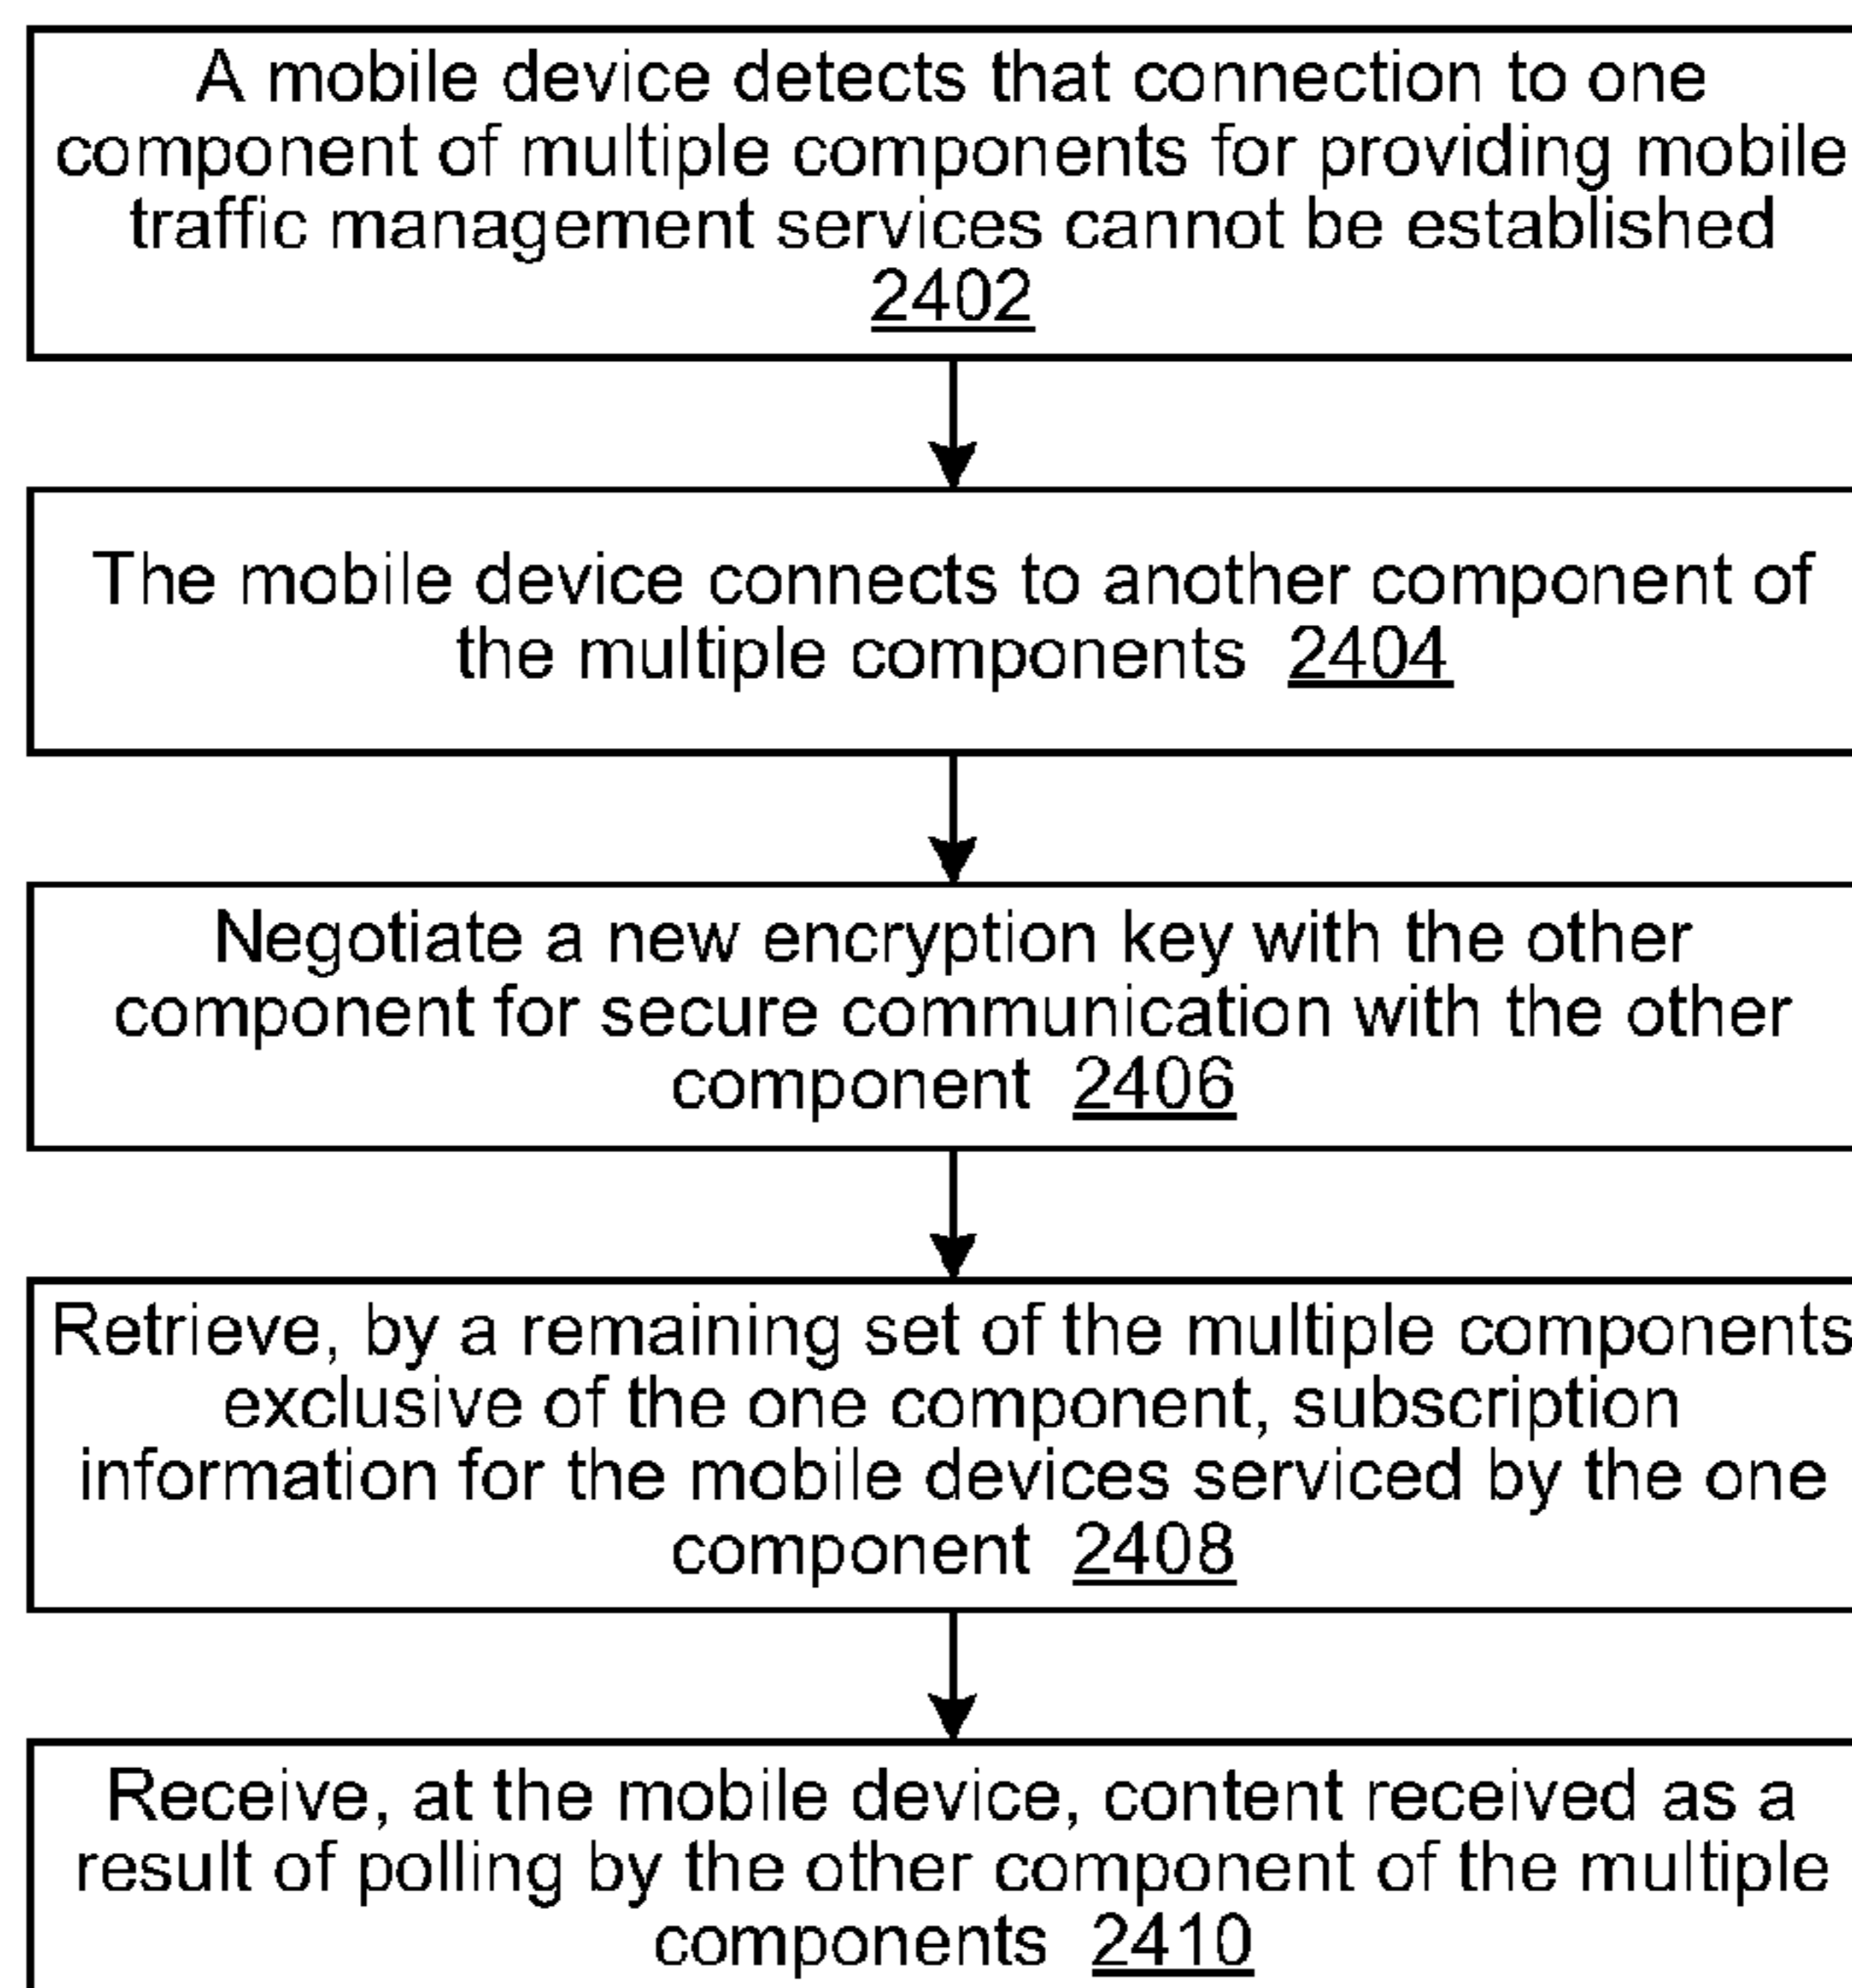 A mobile device detects that connection to one
component of multiple components for providing mobile
traffic management services cannot be established
2402
The mobile device connects to another component of
the multiple components 2404
Negotiate a new encryption key with the other
component for secure communication with the other
component 2406
Retrieve, by a remaining set of the multiple components
exclusive of the one component, subscription
information for the mobile devices serviced by the one
component 2408
Receive, at the mobile device, content received as a
result of polling by the other component of the multiple
components 2410